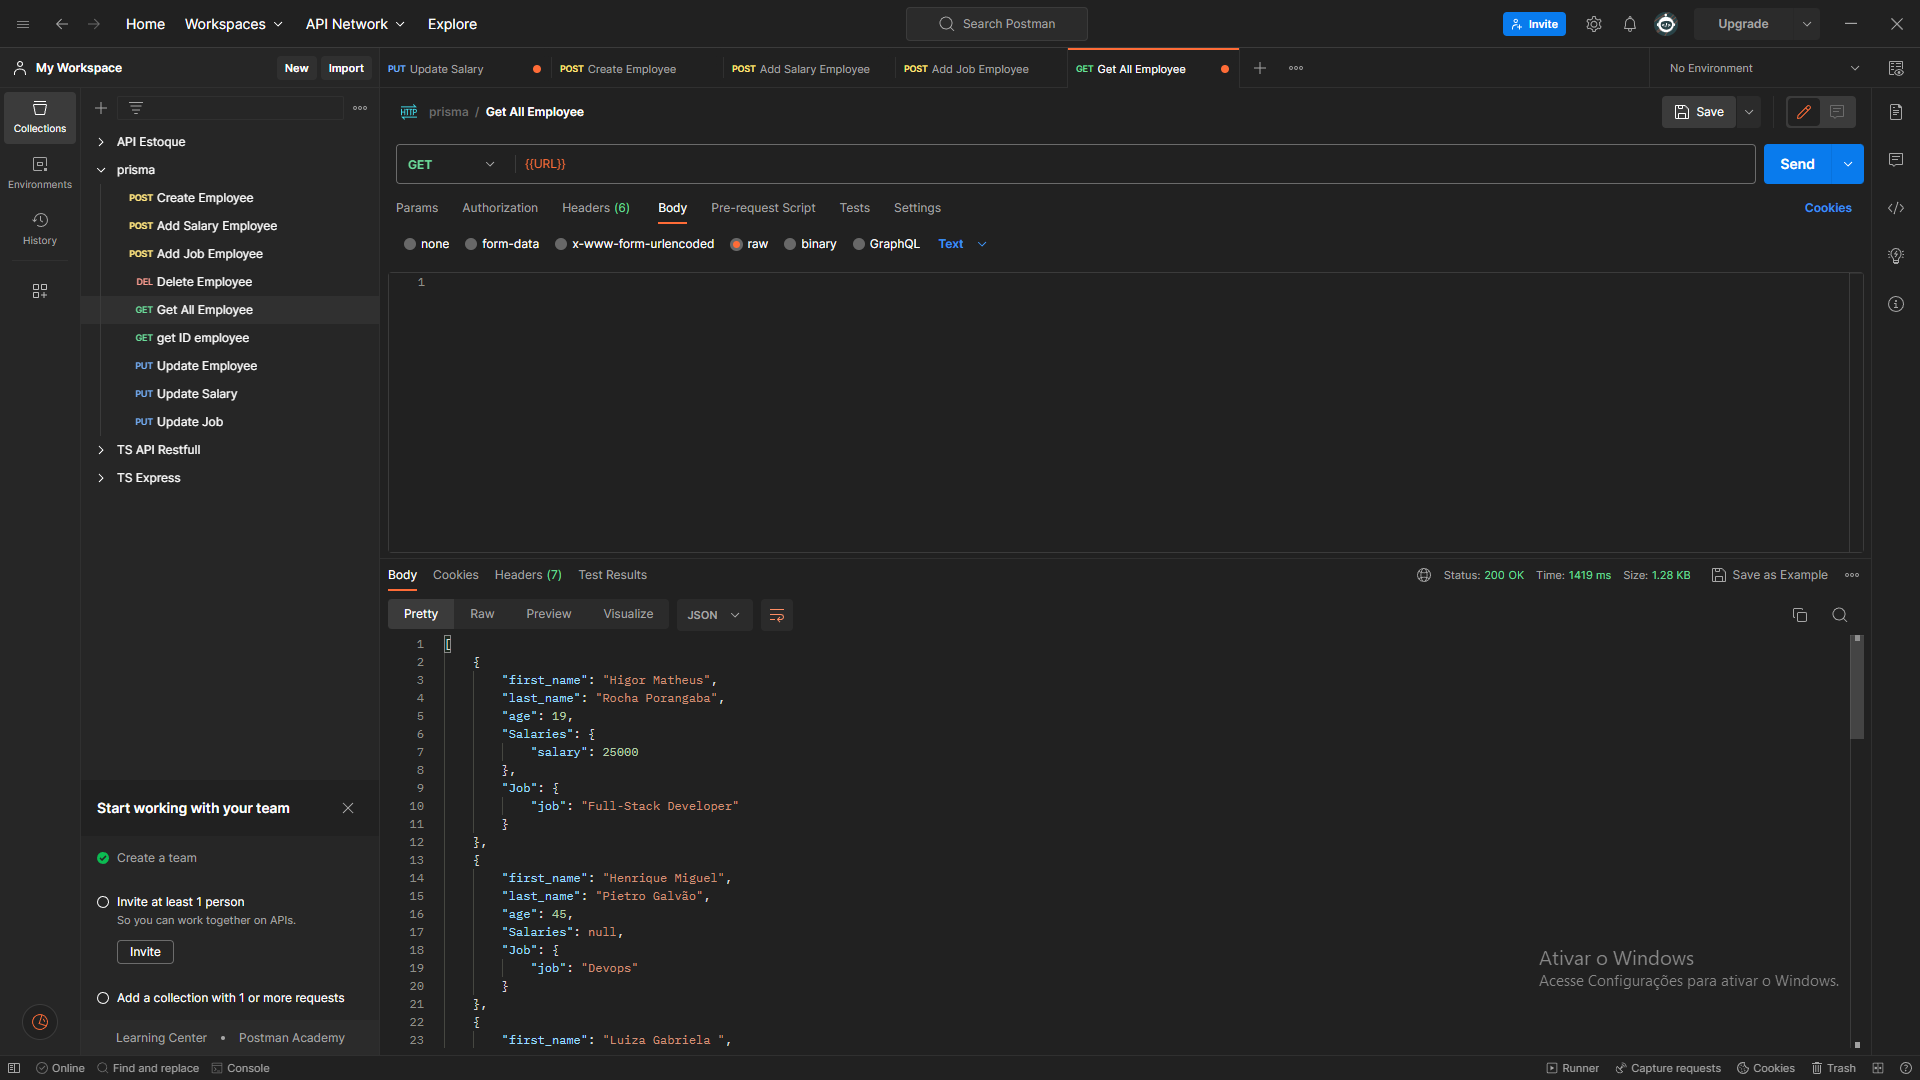 Home Workspaces API Network Explore Search Postman Invite Upgrade
My Workspace New Import PUT Update Salary POST Create Employee POST Add Salary Employee POST Add Job Employee GET Get All Employee No Environment
Collections
Environments
History
API Estoque
prisma
POST Create Employee
POST Add Salary Employee
POST Add Job Employee
DEL Delete Employee
GET Get All Employee
GET get ID employee
PUT Update Employee
PUT Update Salary
PUT Update Job
TS API Restfull
TS Express
HTTP prisma / Get All Employee Save
GET {{URL}} Send
Params Authorization Headers (6) Body Pre-request Script Tests Settings Cookies
none form-data x-www-form-urlencoded raw binary GraphQL Text
1
Body Cookies Headers (7) Test Results Status: 200 OK Time: 1419 ms Size: 1.28 KB Save as Example
Pretty Raw Preview Visualize JSON
1 [
2 {
3 "first_name": "Higor Matheus",
4 "last_name": "Rocha Porangaba",
5 "age": 19,
6 "Salaries": {
7 "salary": 25000
8 },
9 "Job": {
10 "job": "Full-Stack Developer"
11 }
12 },
13 {
14 "first_name": "Henrique Miguel",
15 "last_name": "Pietro Galvão",
16 "age": 45,
17 "Salaries": null,
18 "Job": {
19 "job": "Devops"
20 }
21 },
22 {
23 "first_name": "Luiza Gabriela ",
Start working with your team
Create a team
Invite at least 1 person
So you can work together on APIs.
Invite
Add a collection with 1 or more requests
Learning Center • Postman Academy
Ativar o Windows
Acesse Configurações para ativar o Windows.
Online Find and replace Console Runner Capture requests Cookies Trash